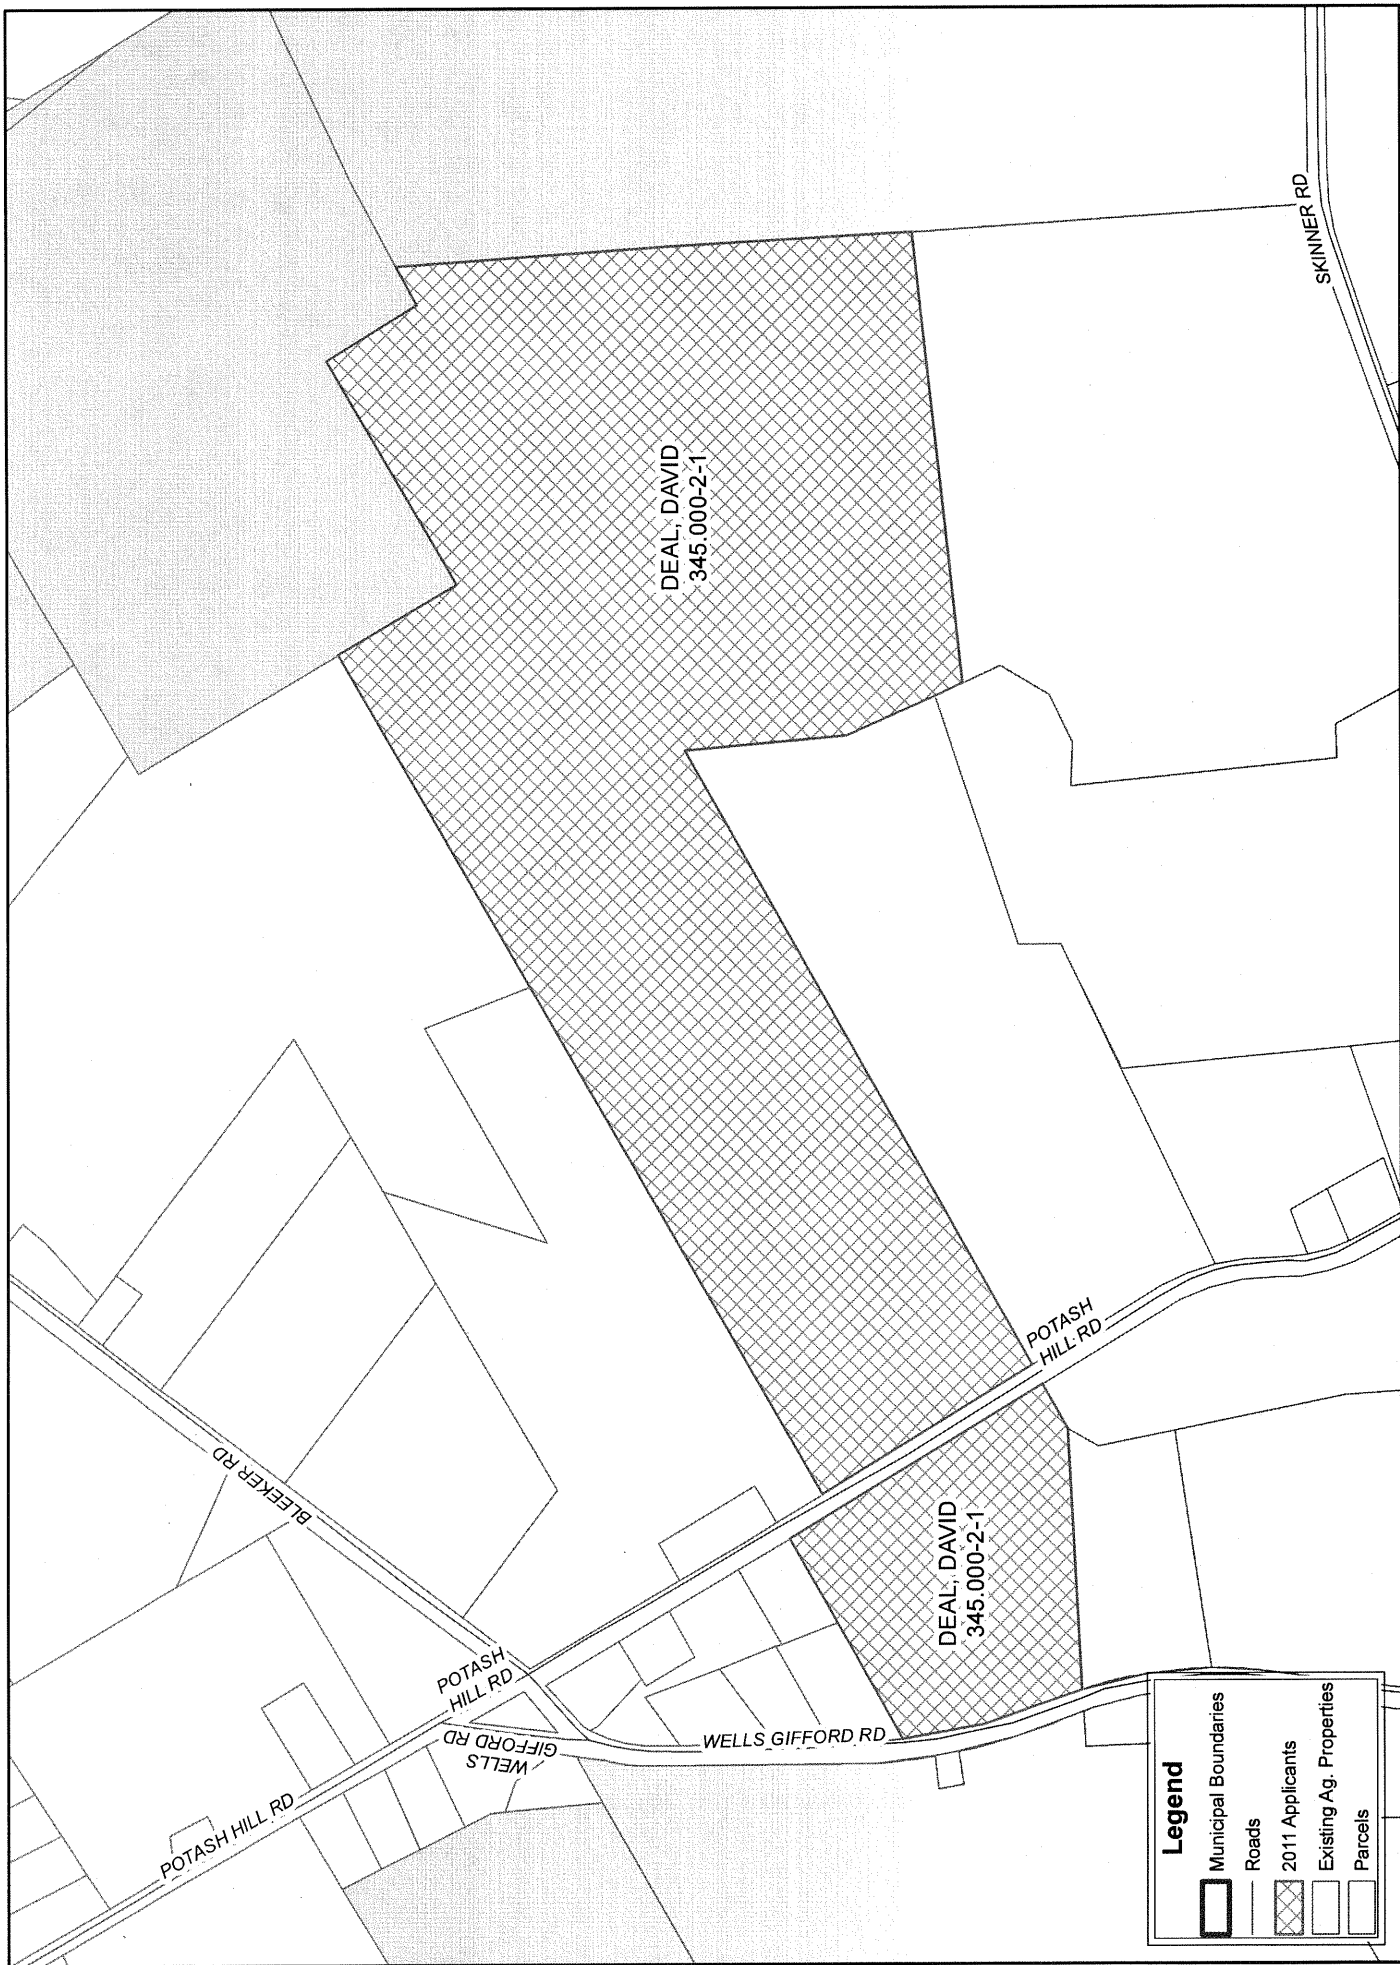 SKINNER RD
DEAL, DAVID
345.000-2-1
POTASH
HILL RD
BLEEKER RD
DEAL, DAVID
345.000-2-1
POTASH
HILL RD
WELLS
GIFFORD RD
WELLS GIFFORD RD
POTASH HILL RD
Legend
Municipal Boundaries
Roads
2011 Applicants
Existing Ag. Properties
Parcels